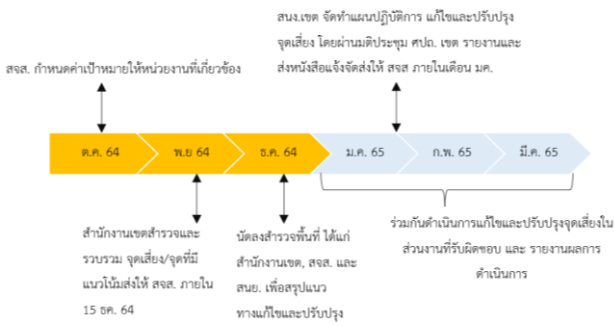 สนง.เขต จัดทำแผนปฏิบัติการ แก้ไขและปรับปรุง
จุดเสี่ยง โดยผ่านมติประชุม ศปถ. เขต รายงานและ
ส่งหนังสือแจ้งจัดส่งให้ สจส ภายในเดือน มค.
สจส. กำหนดค่าเป้าหมายให้หน่วยงานที่เกี่ยวข้อง
ต.ค. 64
พ.ย 64
ธ.ค. 64
ม.ค. 65
ก.พ. 65
มี.ค. 65
สำนักงานเขตสำรวจและ
รวบรวม จุดเสี่ยง/จุดที่มี
แนวโน้มส่งให้ สจส. ภายใน
15 ธค. 64
นัดลงสำรวจพื้นที่ ได้แก่
สำนักงานเขต, สจส. และ
สนย. เพื่อสรุปแนว
ทางแก้ไขและปรับปรุง
ร่วมกันดำเนินการแก้ไขและปรับปรุงจุดเสี่ยงใน
ส่วนงานที่รับผิดชอบ และ รายงานผลการ
ดำเนินการ